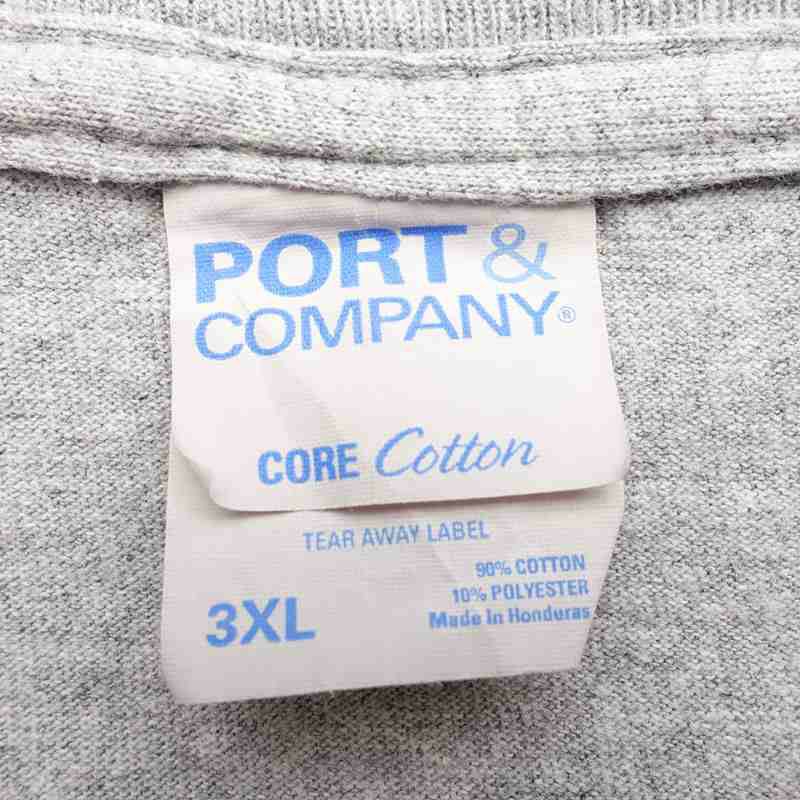 PORT &
COMPANY®
CORE Cotton
TEAR AWAY LABEL
90% COTTON
10% POLYESTER
3XL
Made In Honduras